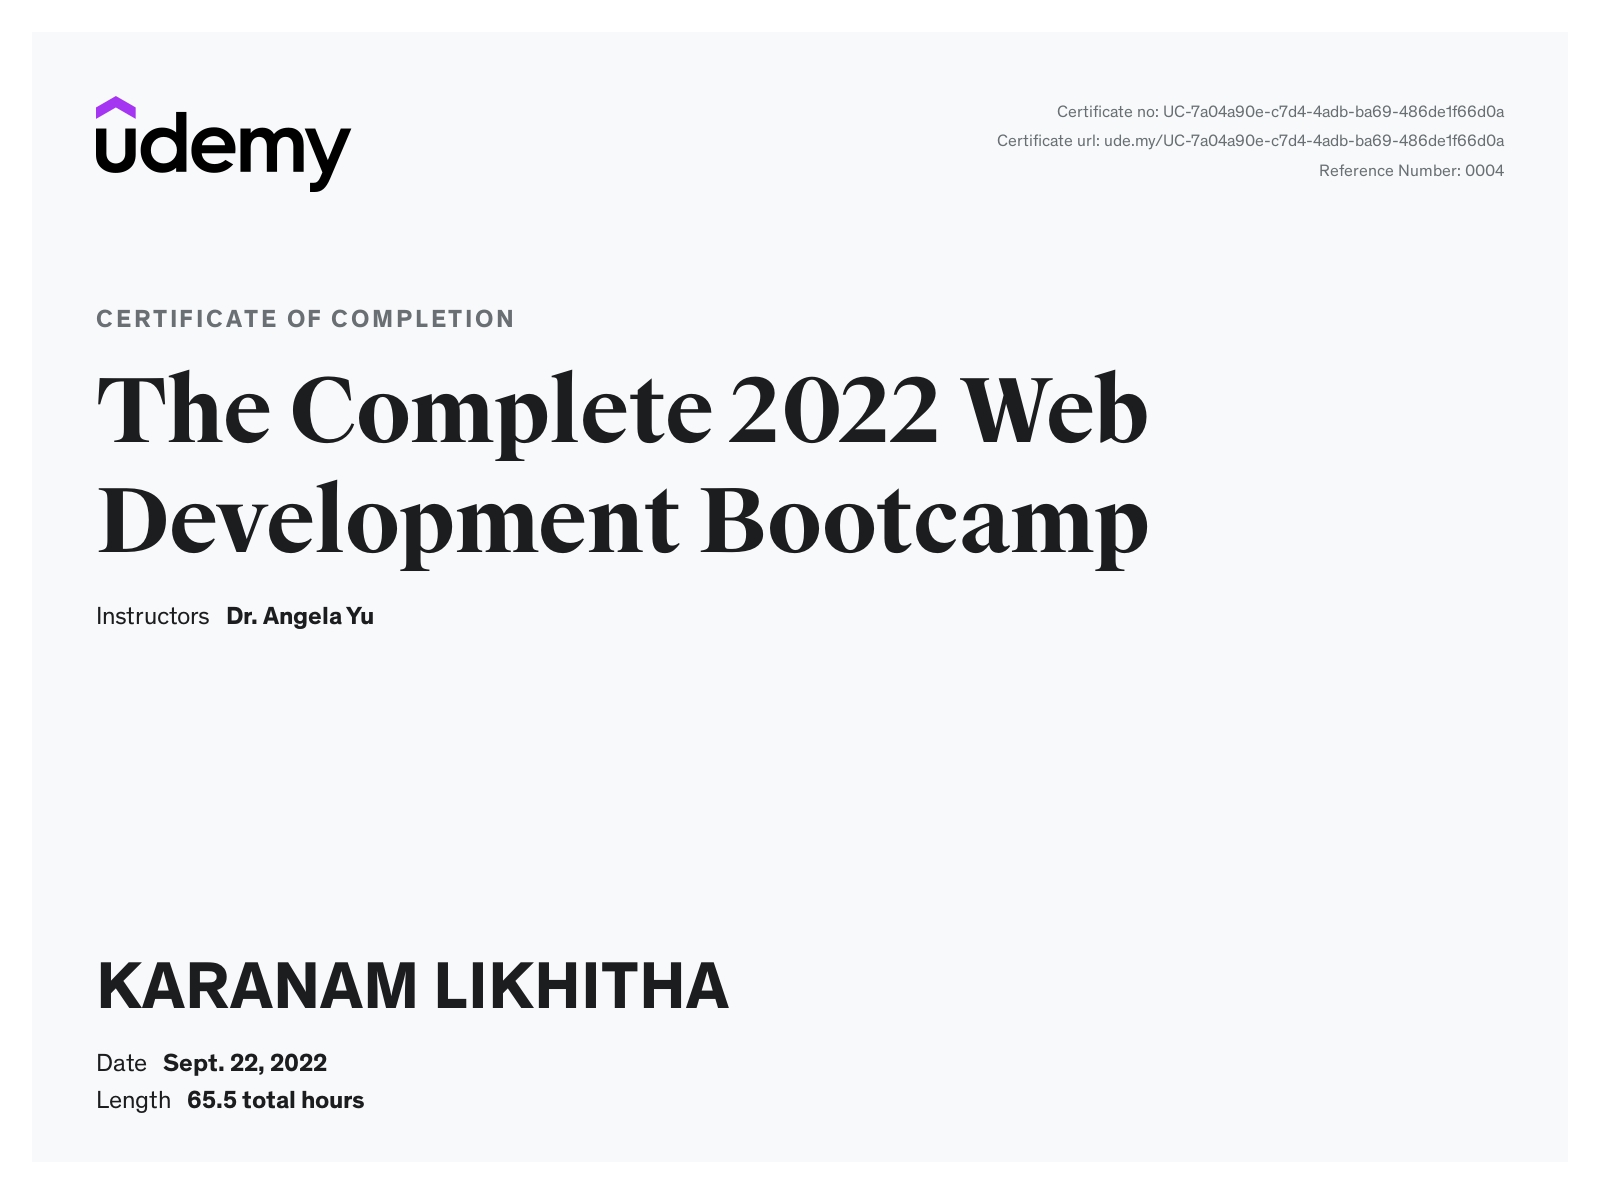 udemy
Certificate no: UC-7a04a90e-c7d4-4adb-ba69-486de1f66d0a
Certificate url: ude.my/UC-7a04a90e-c7d4-4adb-ba69-486de1f66d0a
Reference Number: 0004
CERTIFICATE OF COMPLETION
The Complete 2022 Web
Development Bootcamp
Instructors Dr. Angela Yu
KARANAM LIKHITHA
Date Sept. 22, 2022
Length 65.5 total hours